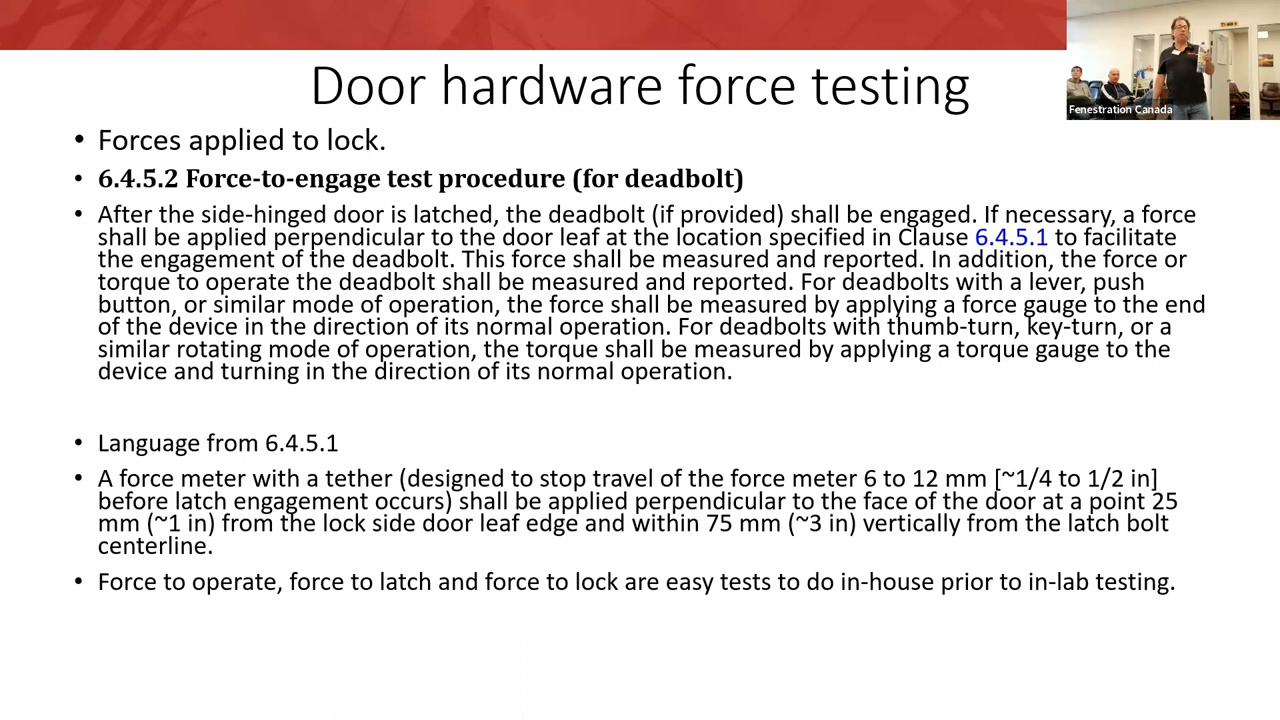 Door hardware force testing
Fenestration Canada
• Forces applied to lock.
• 6.4.5.2 Force-to-engage test procedure (for deadbolt)
• After the side-hinged door is latched, the deadbolt (if provided) shall be engaged. If necessary, a force
shall be applied perpendicular to the door leaf at the location specified in Clause 6.4.5.1 to facilitate
the engagement of the deadbolt. This force shall be measured and reported. In addition, the force or
torque to operate the deadbolt shall be measured and reported. For deadbolts with a lever, push
button, or similar mode of operation, the force shall be measured by applying a force gauge to the end
of the device in the direction of its normal operation. For deadbolts with thumb-turn, key-turn, or a
similar rotating mode of operation, the torque shall be measured by applying a torque gauge to the
device and turning in the direction of its normal operation.
• Language from 6.4.5.1
• A force meter with a tether (designed to stop travel of the force meter 6 to 12 mm [~1/4 to 1/2 in]
before latch engagement occurs) shall be applied perpendicular to the face of the door at a point 25
mm (~1 in) from the lock side door leaf edge and within 75 mm (~3 in) vertically from the latch bolt
centerline.
• Force to operate, force to latch and force to lock are easy tests to do in-house prior to in-lab testing.